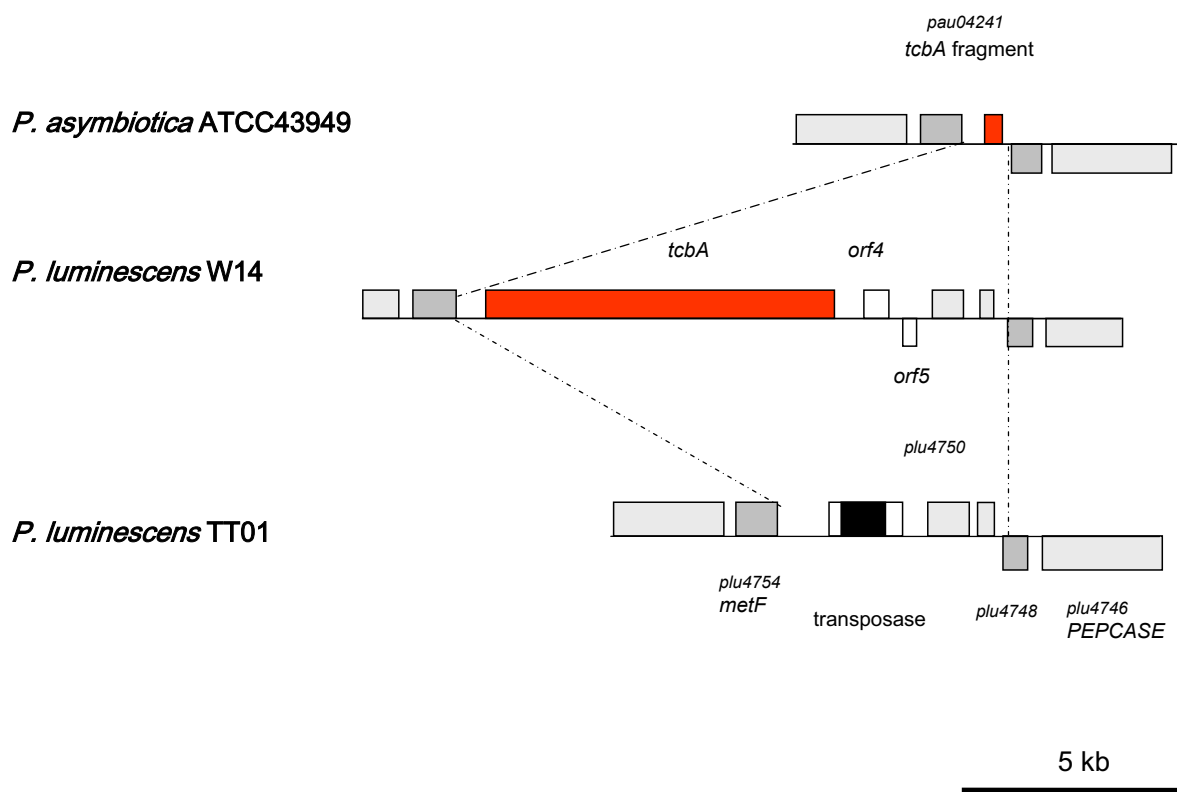 pau04241
tcbA fragment
P. asymbiotica ATCC43949
tcbA
orf4
P. luminescens W14
orf5
plu4750
P. luminescens TT01
plu4754
metF
transposase
plu4748
plu4746
PEPCASE
5 kb